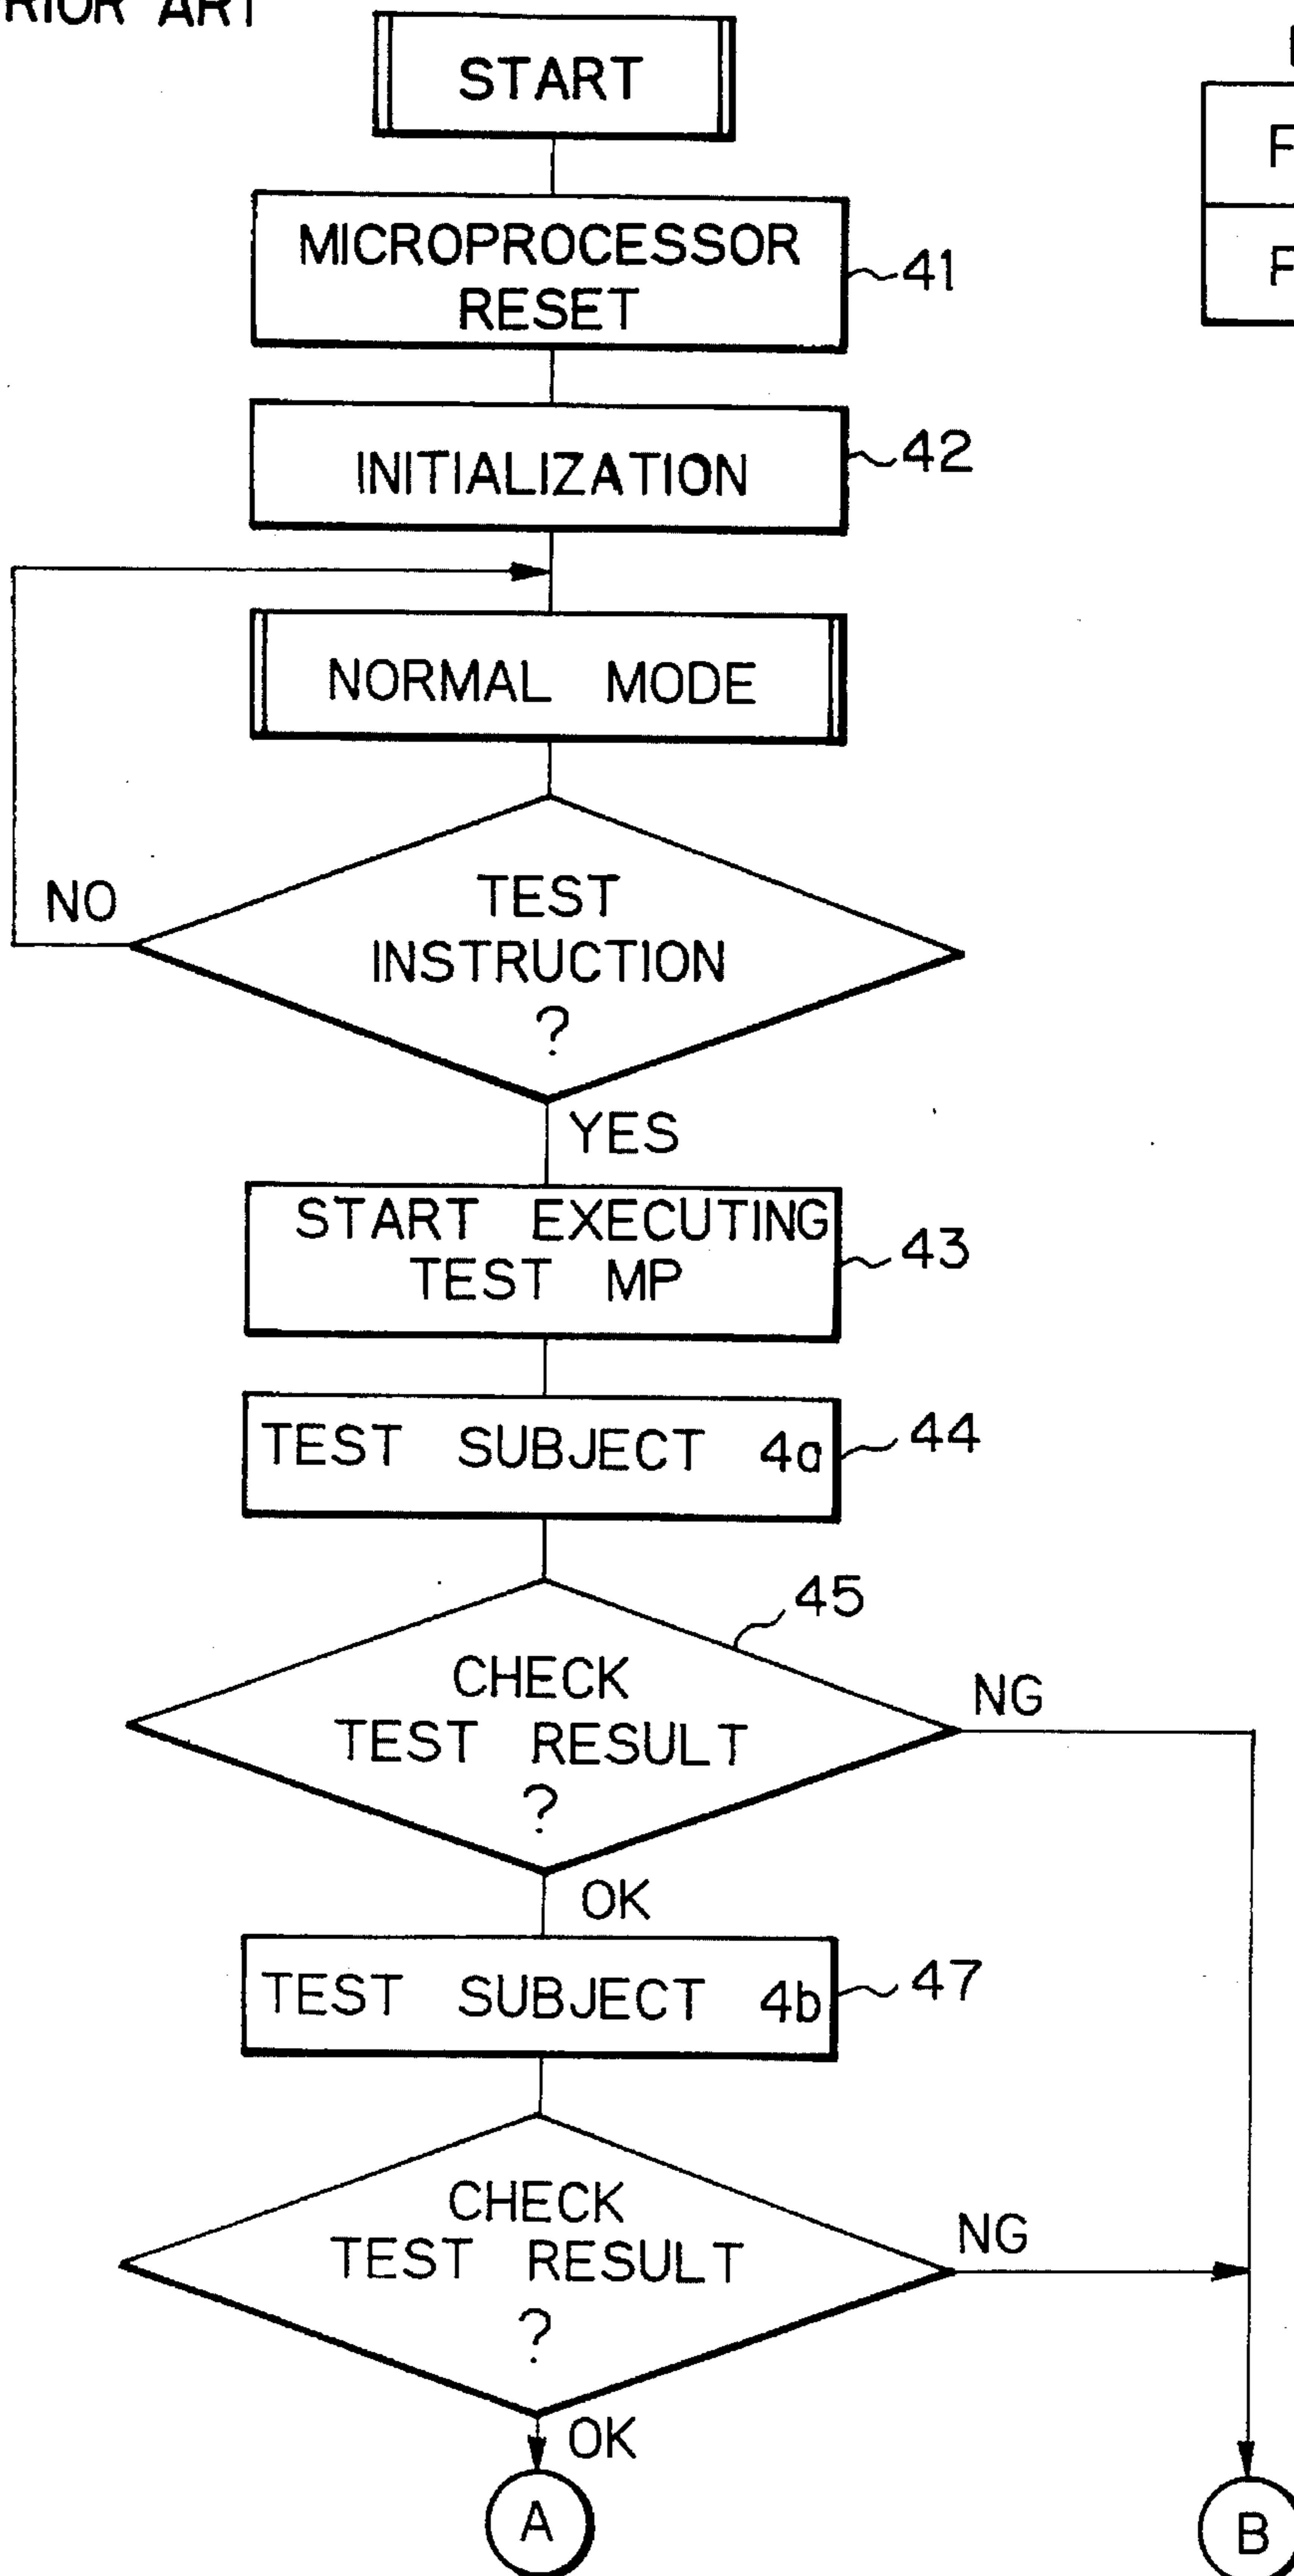 START
MICROPROCESSOR
RESET
41
INITIALIZATION
42
NORMAL MODE
TEST
INSTRUCTION
?
NO
YES
START EXECUTING
TEST MP
43
TEST SUBJECT 4a
44
45
CHECK
TEST RESULT
?
NG
OK
TEST SUBJECT 4b
47
CHECK
TEST RESULT
?
NG
OK
A
B